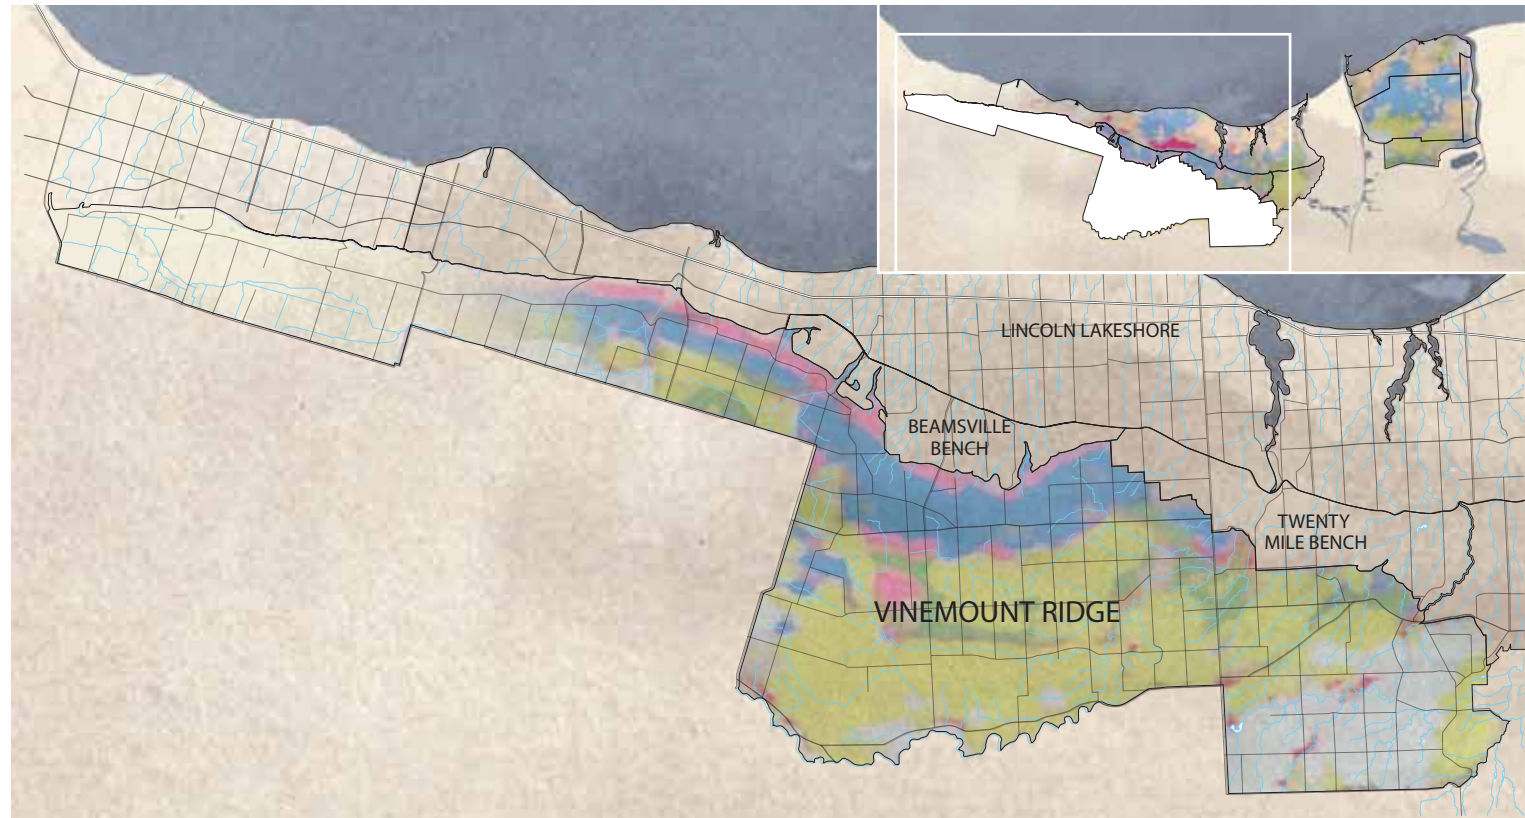 LINCOLN LAKESHORE
BEAMSVILLE
BENCH
TWENTY
MILE BENCH
VINEMOUNT RIDGE